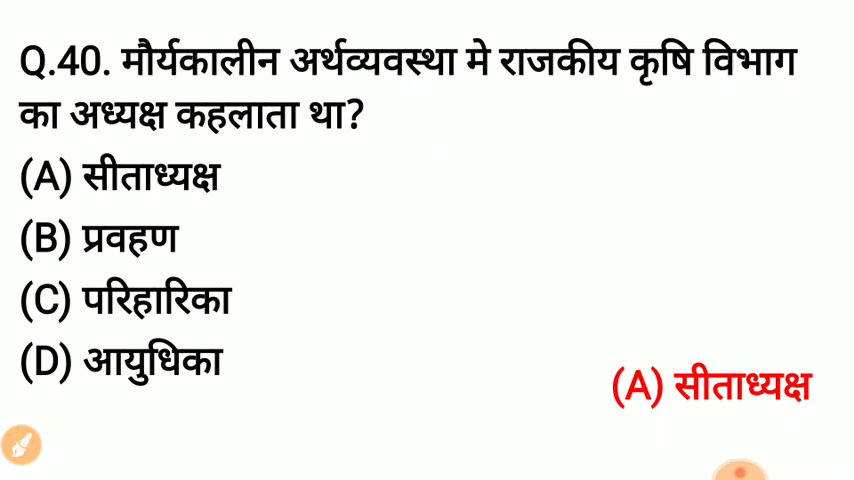 Q.40. मौर्यकालीन अर्थव्यवस्था मे राजकीय कृषि विभाग
का अध्यक्ष कहलाता था?
(A) सीताध्यक्ष
(B) प्रवहण
(C) परिहारिका
(D) आयुधिका
(A) सीताध्यक्ष